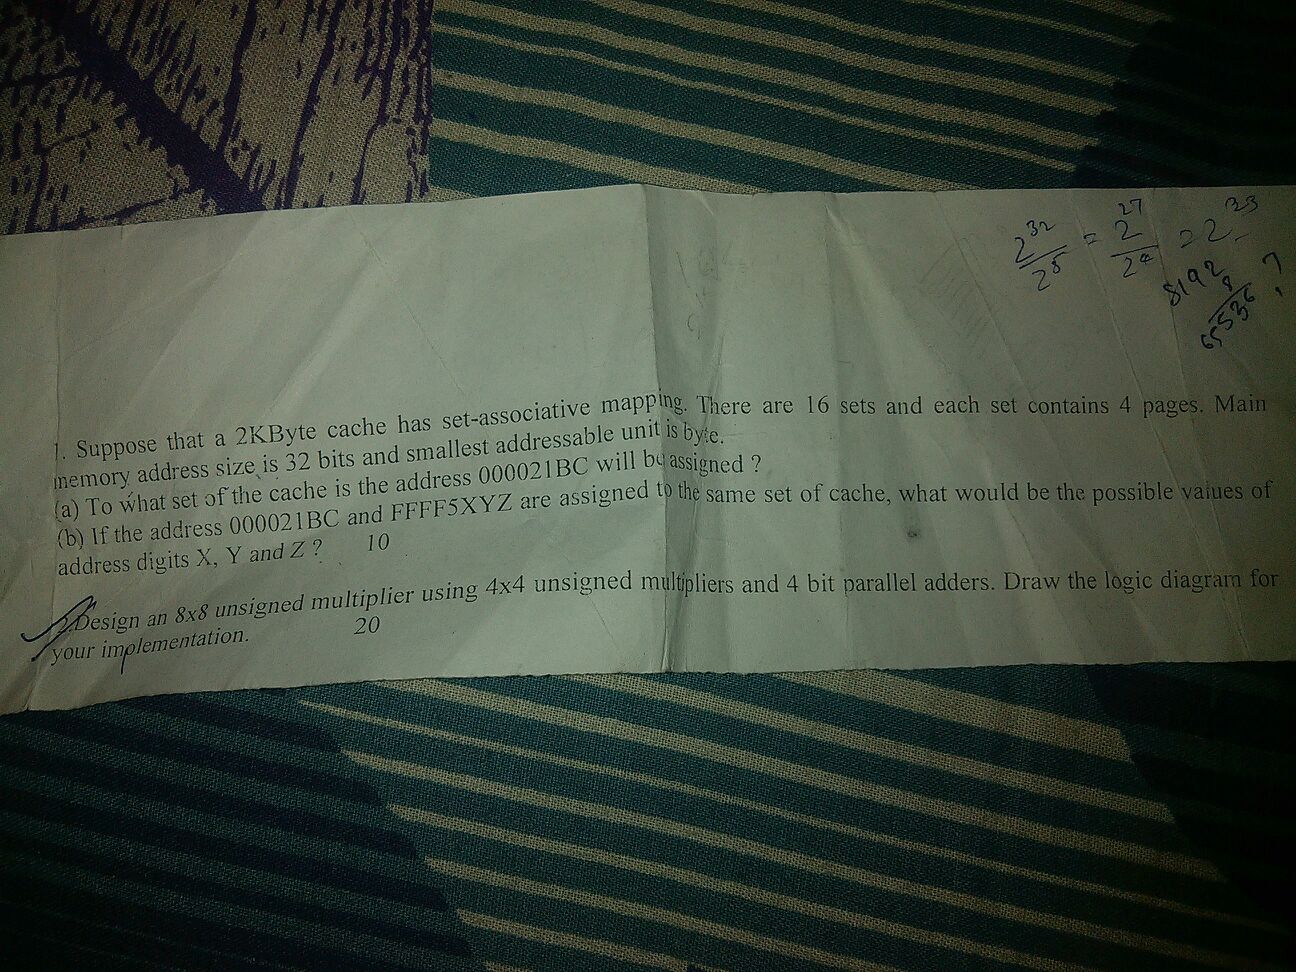 2^32 / 2^5 = 2^27 / 2^4 = 2^23
8192
8
65536
?
1. Suppose that a 2KByte cache has set-associative mapping. There are 16 sets and each set contains 4 pages. Main
memory address size is 32 bits and smallest addressable unit is byte.
(a) To what set of the cache is the address 000021BC will be assigned ?
(b) If the address 000021BC and FFFF5XYZ are assigned to the same set of cache, what would be the possible values of
address digits X, Y and Z ? 10
2. Design an 8x8 unsigned multiplier using 4x4 unsigned multipliers and 4 bit parallel adders. Draw the logic diagram for
your implementation. 20